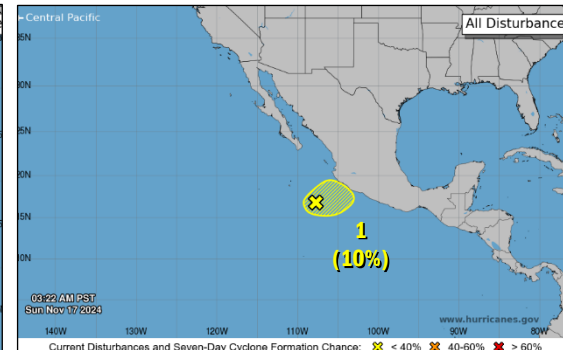 ← Central Pacific
All Disturbance
35N
30N
25N
20N
15N
10N
1
(10%)
03:22 AM PST
Sun Nov 17 2024
www.hurricanes.gov
140W 130W 120W 110W 100W 90W 80W
Current Disturbances and Seven-Day Cyclone Formation Chance: < 40% 40-60% > 60%